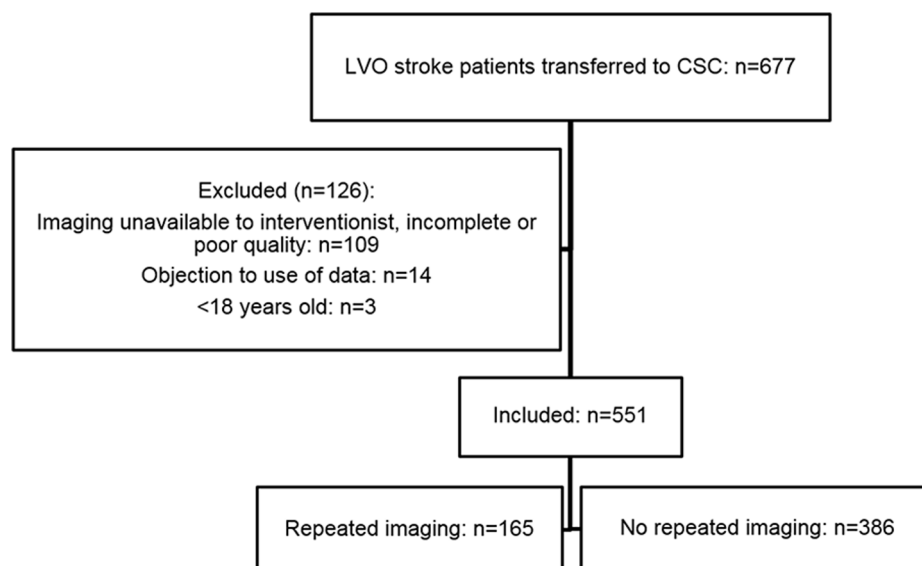 LVO stroke patients transferred to CSC: n=677
Excluded (n=126):
Imaging unavailable to interventionist, incomplete or
poor quality: n=109
Objection to use of data: n=14
<18 years old: n=3
Included: n=551
Repeated imaging: n=165
No repeated imaging: n=386